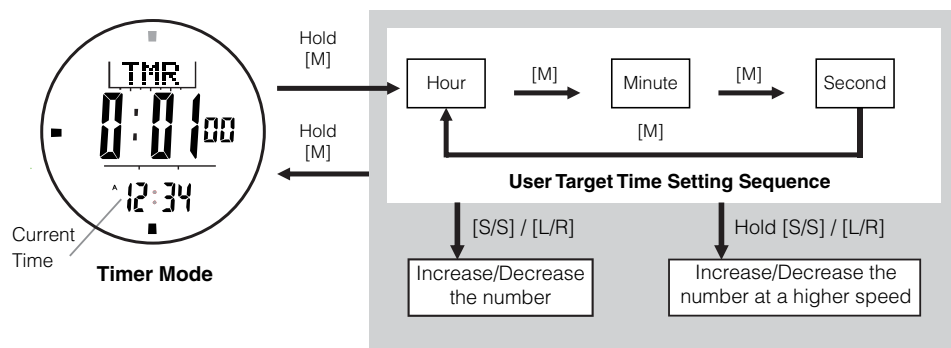 TMR
0:01 00
A 12:34
Current
Time
Timer Mode
Hold
[M]
Hold
[M]
Hour
[M]
Minute
[M]
Second
[M]
User Target Time Setting Sequence
[S/S] / [L/R]
Hold [S/S] / [L/R]
Increase/Decrease
the number
Increase/Decrease the
number at a higher speed